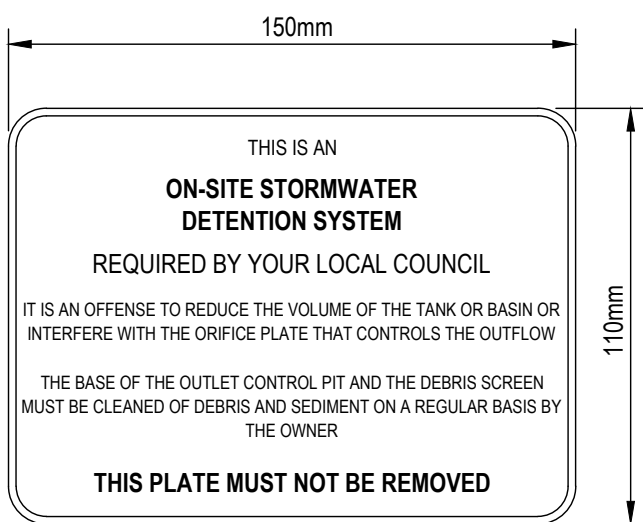 150mm
THIS IS AN
ON-SITE STORMWATER
DETENTION SYSTEM
REQUIRED BY YOUR LOCAL COUNCIL
IT IS AN OFFENSE TO REDUCE THE VOLUME OF THE TANK OR BASIN OR
INTERFERE WITH THE ORIFICE PLATE THAT CONTROLS THE OUTFLOW
THE BASE OF THE OUTLET CONTROL PIT AND THE DEBRIS SCREEN
MUST BE CLEANED OF DEBRIS AND SEDIMENT ON A REGULAR BASIS BY
THE OWNER
THIS PLATE MUST NOT BE REMOVED
110mm